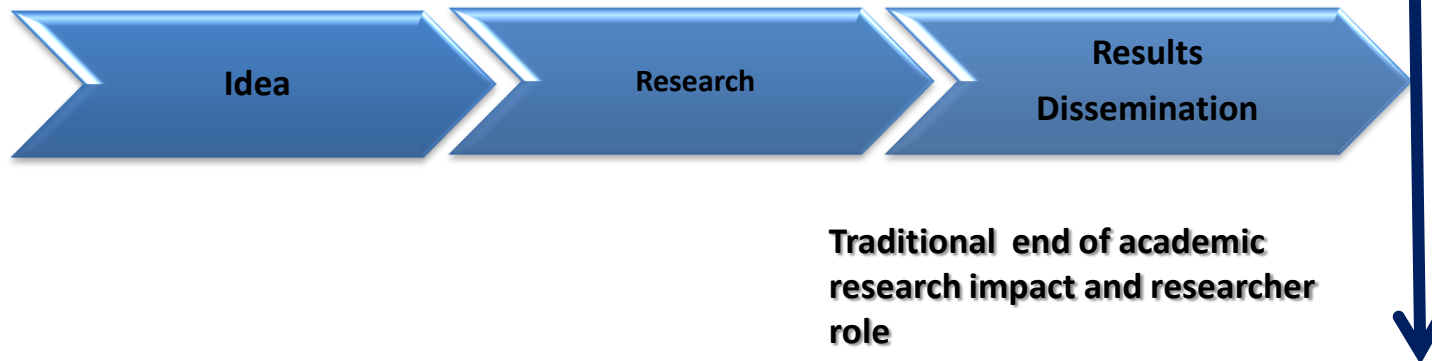 Idea
Research
Results
Dissemination
Traditional  end of academic
research impact and researcher
role